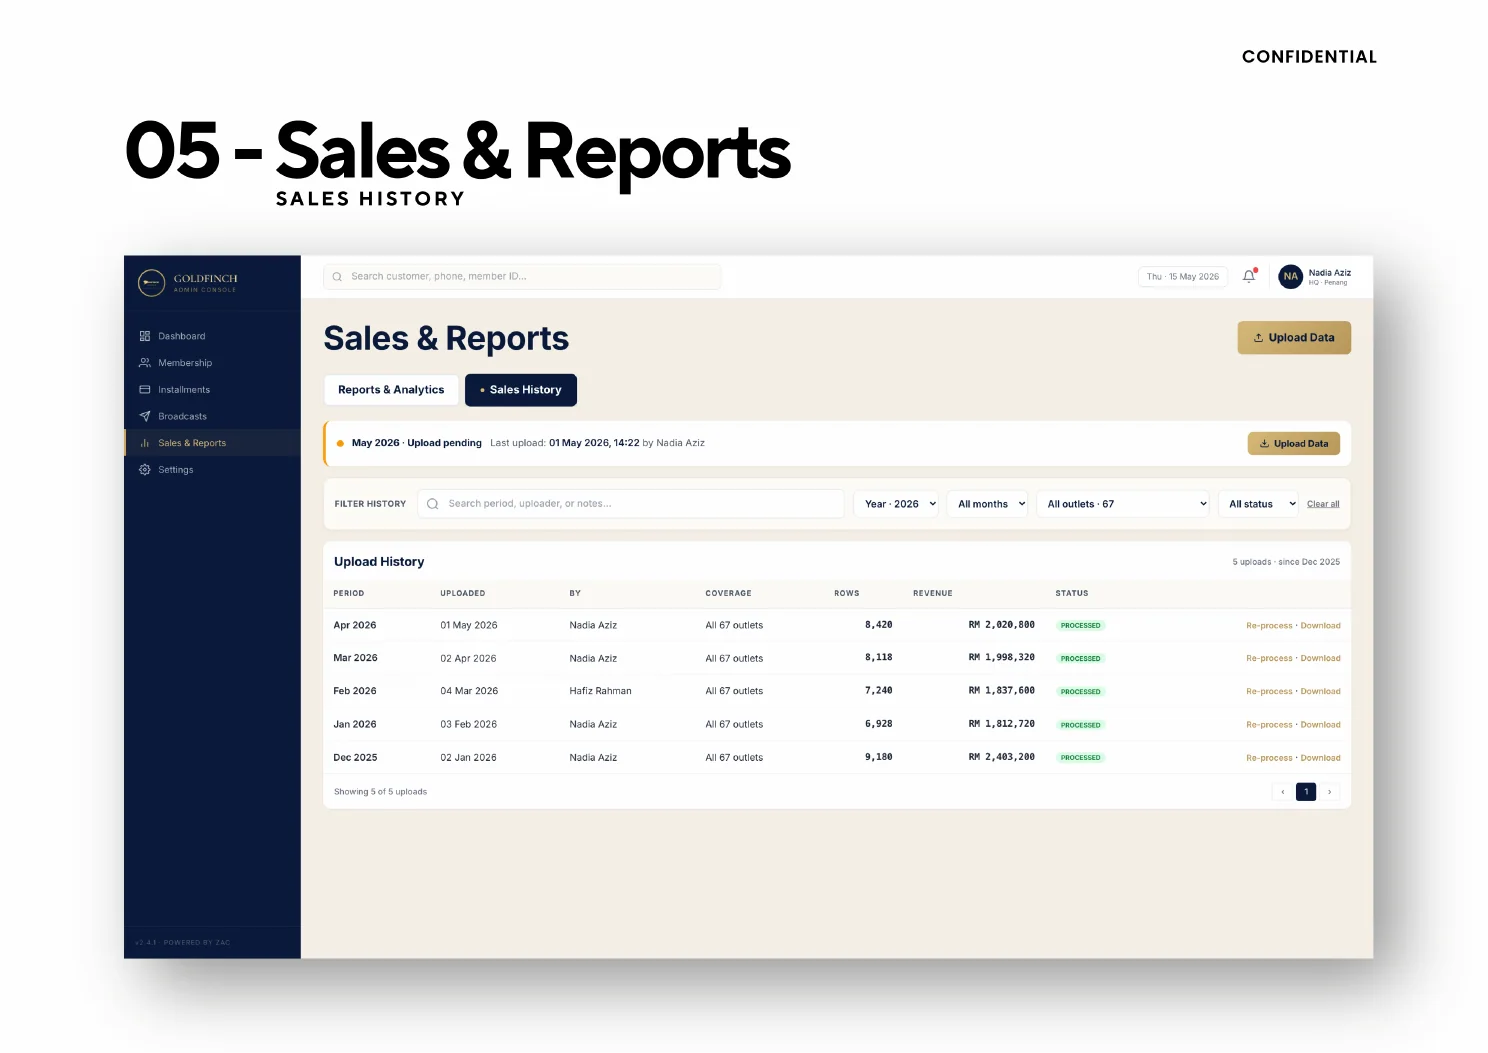 CONFIDENTIAL
05 - Sales & Reports
SALES HISTORY
GOLDFINCH
ADMIN CONSOLE
Search customer, phone, member ID...
Thu · 15 May 2026
NA
Nadia Aziz
HQ · Penang
Dashboard
Membership
Installments
Broadcasts
Sales & Reports
Settings
v2.4.1 · POWERED BY ZAC
Sales & Reports
Upload Data
Reports & Analytics
• Sales History
May 2026 · Upload pending Last upload: 01 May 2026, 14:22 by Nadia Aziz
Upload Data
FILTER HISTORY
Search period, uploader, or notes...
Year · 2026
All months
All outlets · 67
All status
Clear all
Upload History
5 uploads · since Dec 2025
PERIOD UPLOADED BY COVERAGE ROWS REVENUE STATUS
Apr 2026 01 May 2026 Nadia Aziz All 67 outlets 8,420 RM 2,020,800 PROCESSED Re-process · Download
Mar 2026 02 Apr 2026 Nadia Aziz All 67 outlets 8,118 RM 1,998,320 PROCESSED Re-process · Download
Feb 2026 04 Mar 2026 Hafiz Rahman All 67 outlets 7,240 RM 1,837,600 PROCESSED Re-process · Download
Jan 2026 03 Feb 2026 Nadia Aziz All 67 outlets 6,928 RM 1,812,720 PROCESSED Re-process · Download
Dec 2025 02 Jan 2026 Nadia Aziz All 67 outlets 9,180 RM 2,403,200 PROCESSED Re-process · Download
Showing 5 of 5 uploads
‹ 1 ›